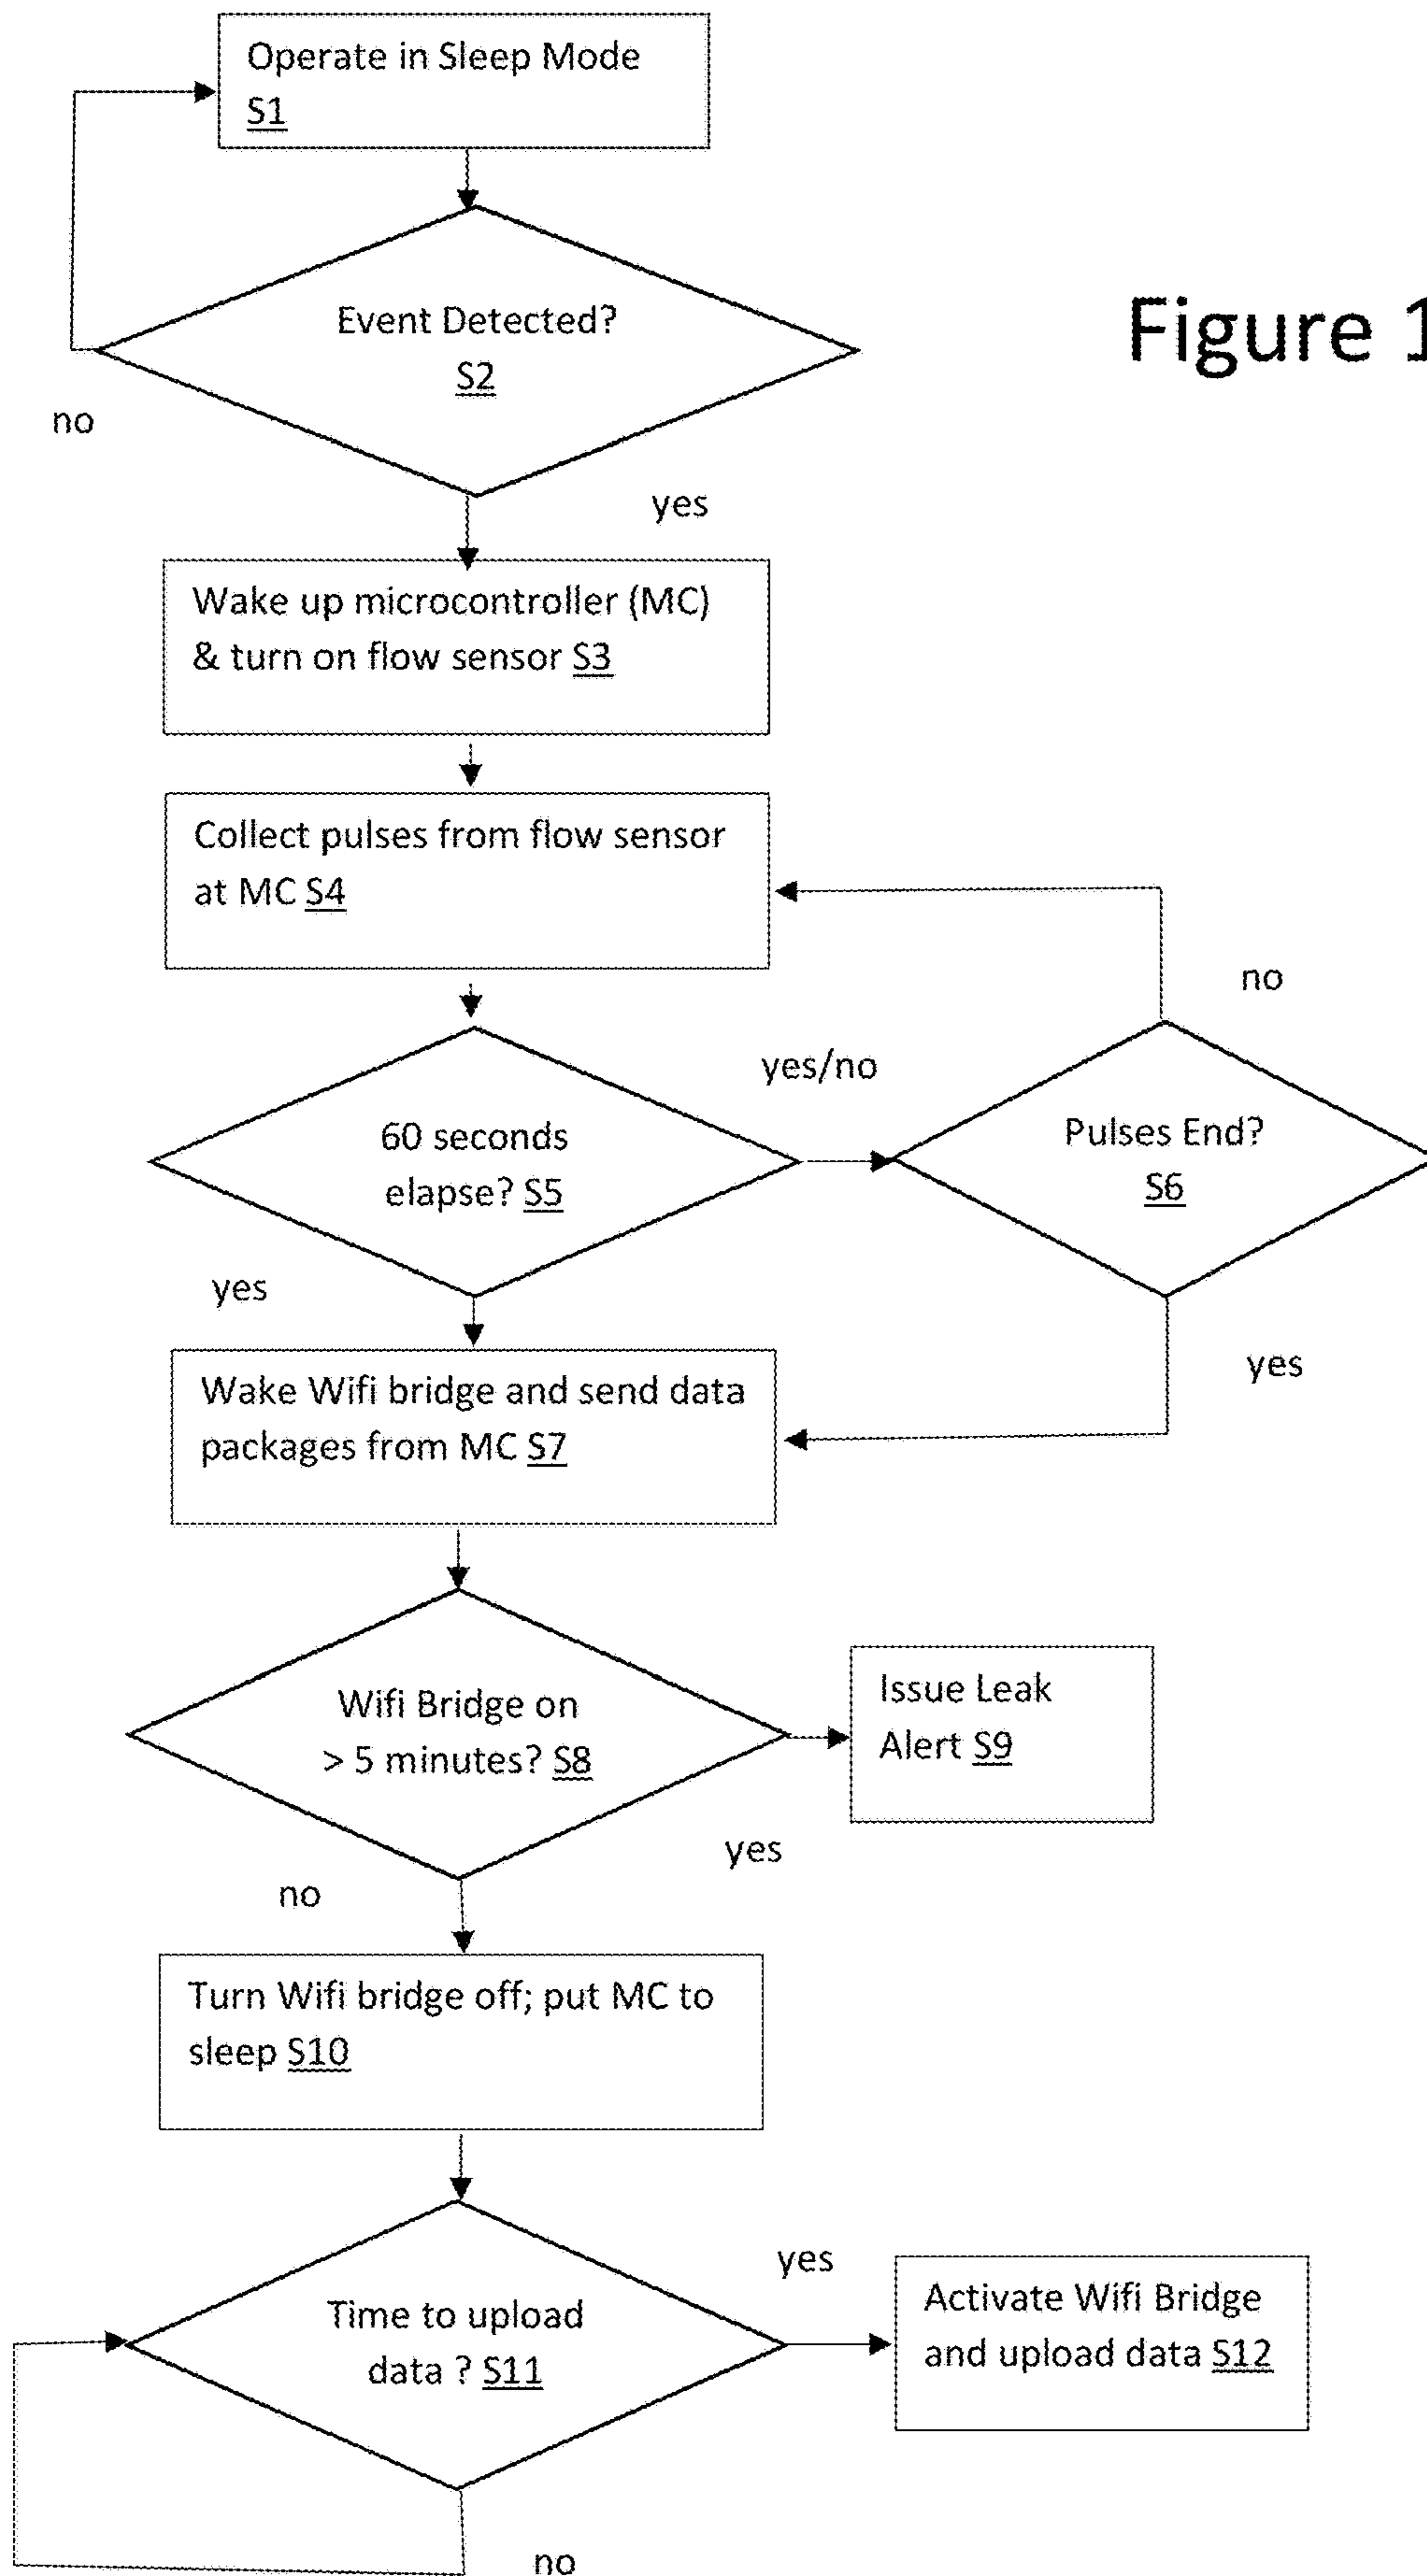 Operate in Sleep Mode
S1
Event Detected?
S2
Figure 1
no
yes
Wake up microcontroller (MC)
& turn on flow sensor S3
Collect pulses from flow sensor
at MC S4
no
yes/no
60 seconds
elapse? S5
Pulses End?
S6
yes
yes
Wake Wifi bridge and send data
packages from MC S7
Wifi Bridge on
> 5 minutes? S8
Issue Leak
Alert S9
yes
no
Turn Wifi bridge off; put MC to
sleep S10
yes
Time to upload
data ? S11
Activate Wifi Bridge
and upload data S12
no